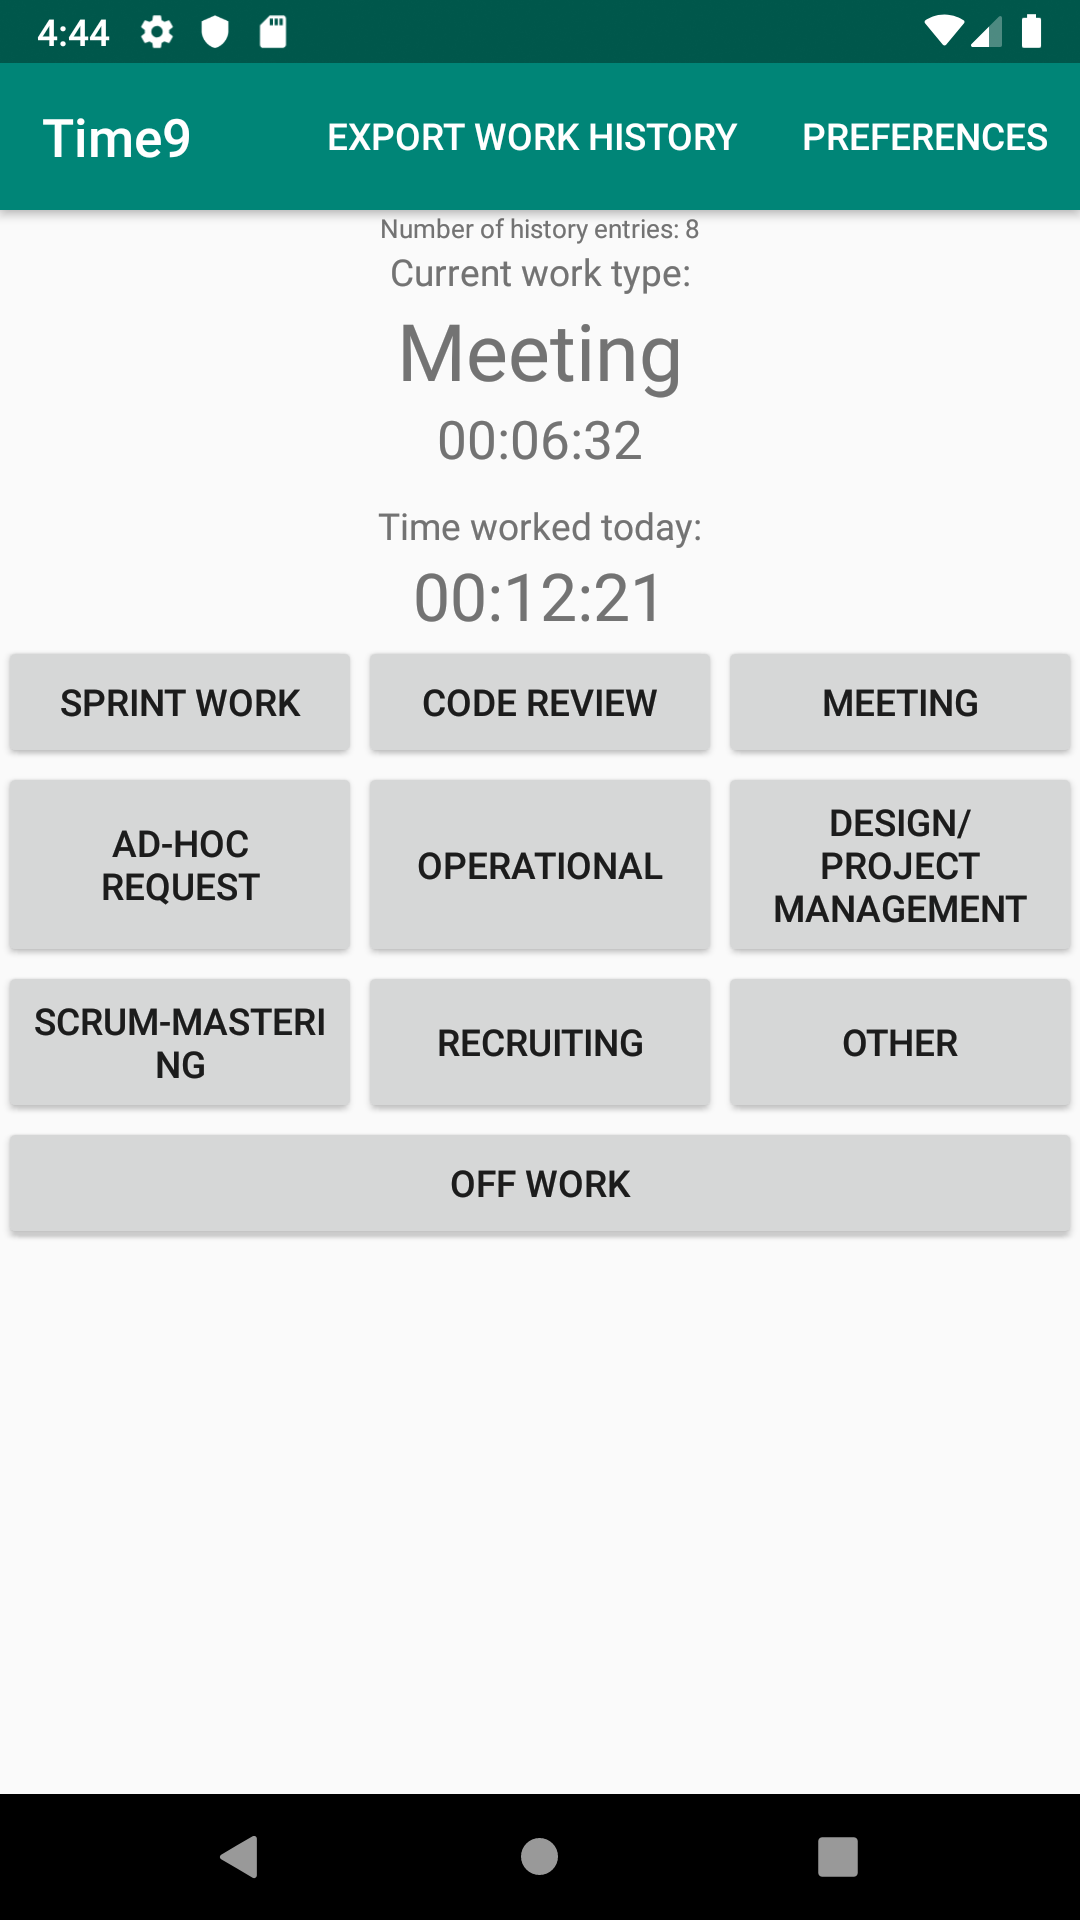 4:44
Time9
EXPORT WORK HISTORY
PREFERENCES
Number of history entries: 8
Current work type:
Meeting
00:06:32
Time worked today:
00:12:21
SPRINT WORK
CODE REVIEW
MEETING
AD-HOC
REQUEST
OPERATIONAL
DESIGN/
PROJECT
MANAGEMENT
SCRUM-MASTERI
NG
RECRUITING
OTHER
OFF WORK